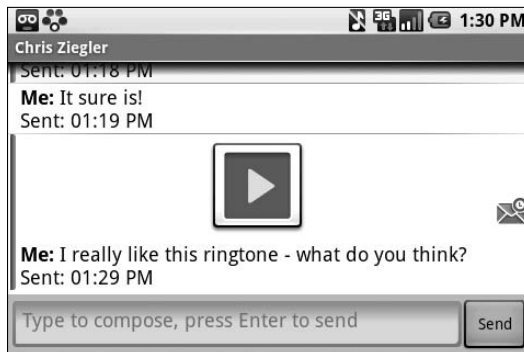 3G 1:30 PM
Chris Ziegler
Sent: 01:18 PM
Me: It sure is!
Sent: 01:19 PM
Me: I really like this ringtone - what do you think?
Sent: 01:29 PM
Type to compose, press Enter to send Send